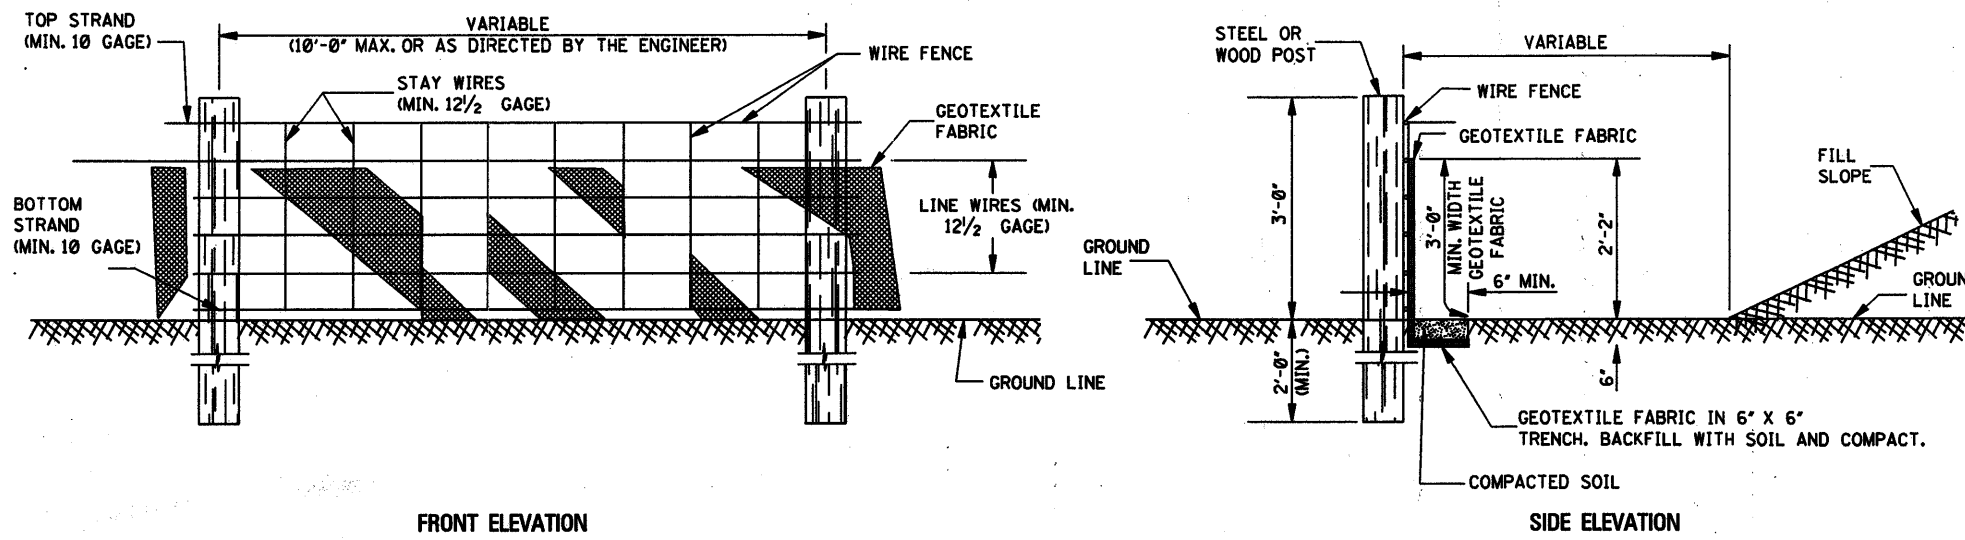 TOP STRAND
(MIN. 10 GAGE)
VARIABLE
(10'-0" MAX. OR AS DIRECTED BY THE ENGINEER)
WIRE FENCE
STAY WIRES
(MIN. 12½ GAGE)
GEOTEXTILE
FABRIC
BOTTOM
STRAND
(MIN. 10 GAGE)
LINE WIRES (MIN.
12½ GAGE)
GROUND LINE
FRONT ELEVATION
STEEL OR
WOOD POST
VARIABLE
WIRE FENCE
GEOTEXTILE FABRIC
FILL
SLOPE
3'-0"
3'-0"
MIN. WIDTH
GEOTEXTILE
FABRIC
2'-2"
6" MIN.
GROUND
LINE
GROUN
LINE
2'-0"
(MIN.)
6"
GEOTEXTILE FABRIC IN 6" X 6"
TRENCH. BACKFILL WITH SOIL AND COMPACT.
COMPACTED SOIL
SIDE ELEVATION